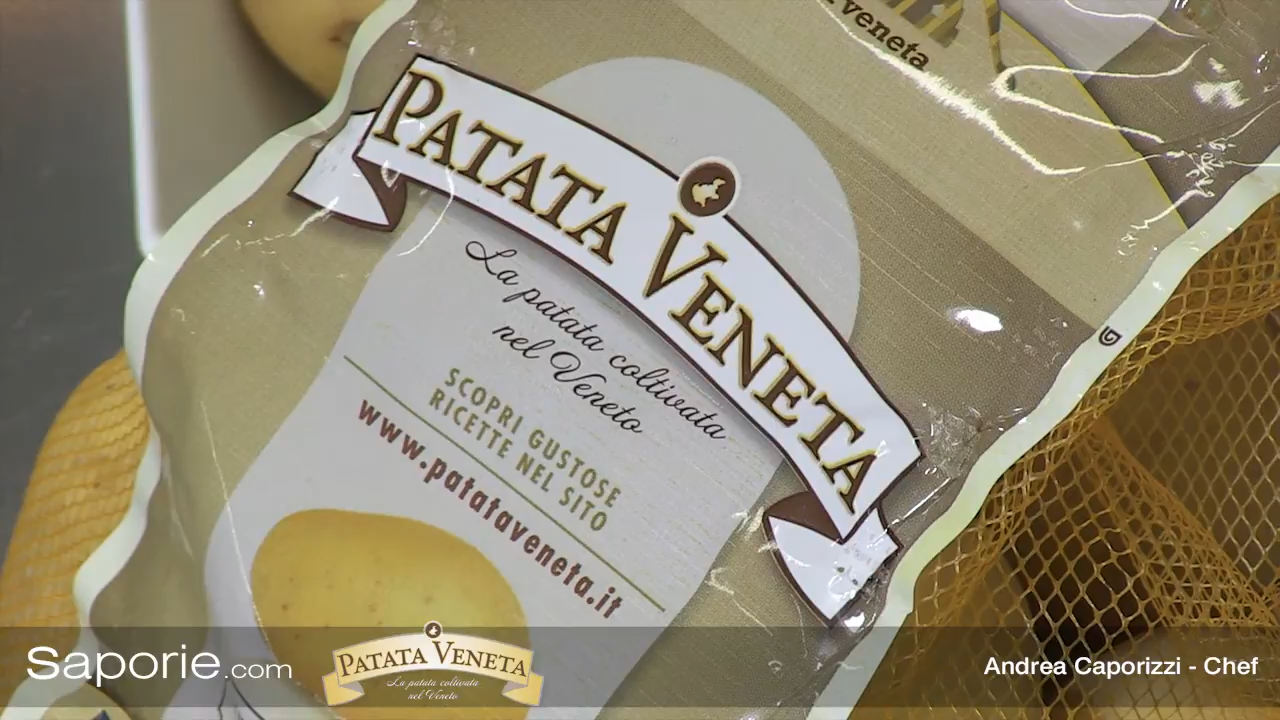 veneta
PATATA VENETA
La patata coltivata
nel Veneto
SCOPRI GUSTOSE
RICETTE NEL SITO
www.patataveneta.it
Saporie.com
PATATA VENETA
La patata coltivata
nel Veneto
Andrea Caporizzi - Chef